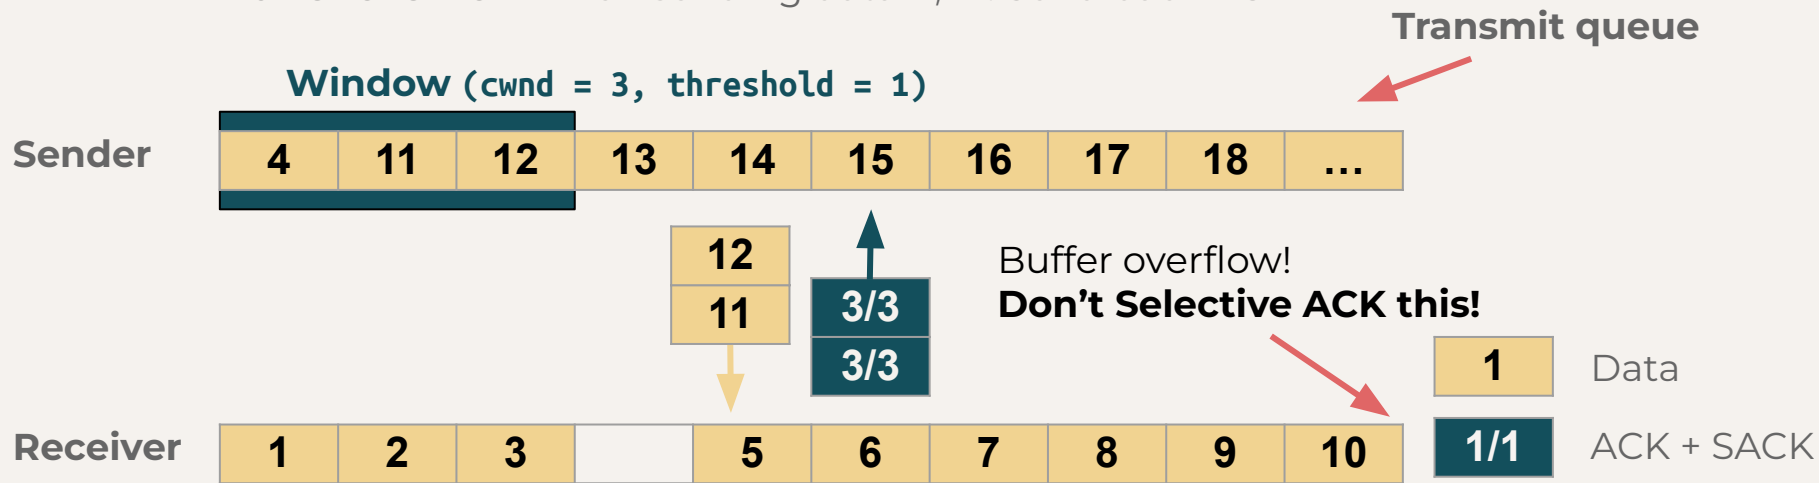 Transmit queue
Window (cwnd = 3, threshold = 1)
Sender 4 11 12 13 14 15 16 17 18 ...
12
11
3/3
3/3
Buffer overflow!
Don't Selective ACK this!
1 Data
Receiver 1 2 3 5 6 7 8 9 10
1/1 ACK + SACK